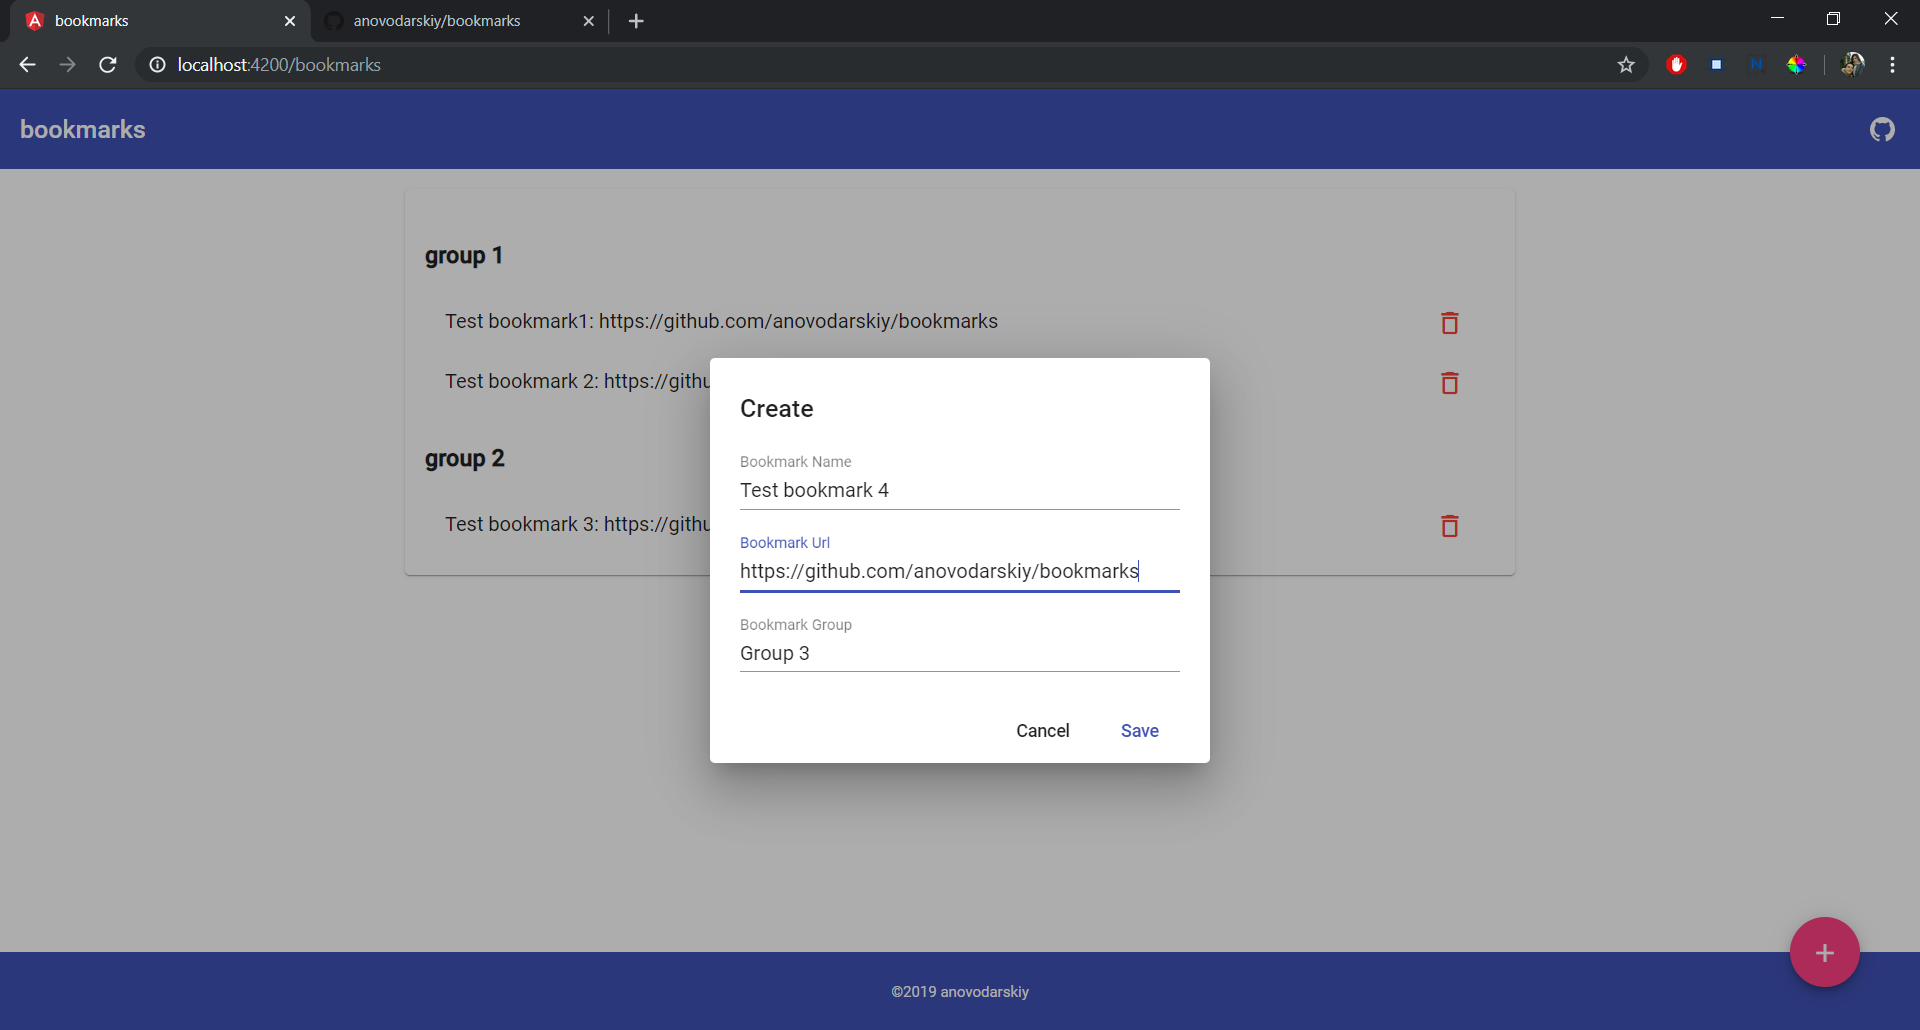 bookmarks
anovodarskiy/bookmarks
localhost:4200/bookmarks
bookmarks
group 1
Test bookmark1: https://github.com/anovodarskiy/bookmarks
Test bookmark 2: https://githu
group 2
Test bookmark 3: https://githu
Create
Bookmark Name
Test bookmark 4
Bookmark Url
https://github.com/anovodarskiy/bookmarks
Bookmark Group
Group 3
Cancel Save
©2019 anovodarskiy